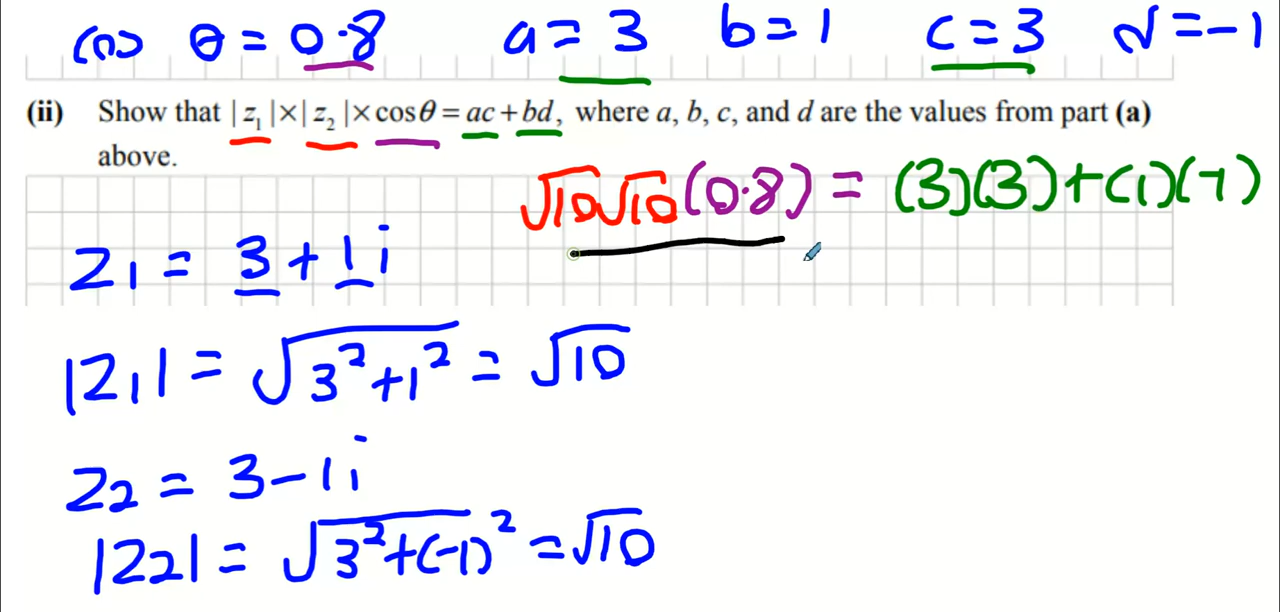 cos θ = 0.8 a = 3 b = 1 c = 3 d = -1
(ii) Show that |z₁|×|z₂|×cosθ = ac + bd, where a, b, c, and d are the values from part (a)
above.
√10√10(0.8) = (3)(3)+(1)(-1)
z₁ = 3 + 1i
|z₁| = √(3²+1²) = √10
z₂ = 3 - 1i
|z₂| = √(3²+(-1)²) = √10